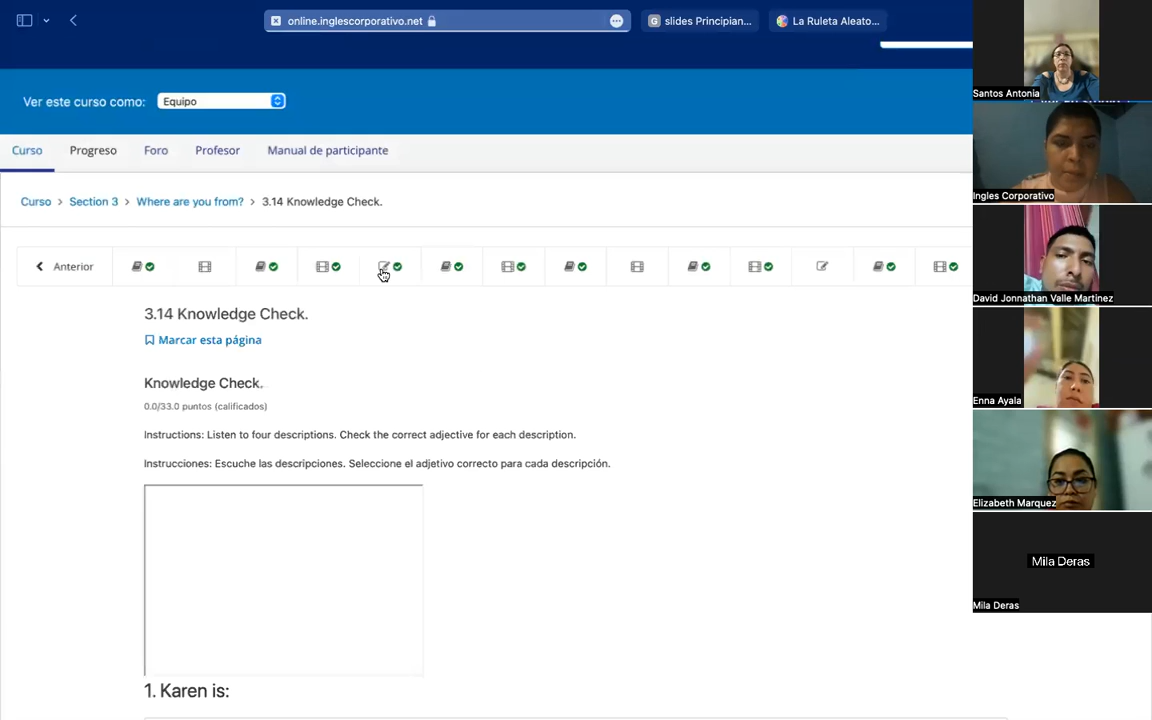 online.inglescorporativo.net
slides Principian...
La Ruleta Aleato...
Ver este curso como:
Equipo
Curso
Progreso
Foro
Profesor
Manual de participante
Curso > Section 3 > Where are you from? > 3.14 Knowledge Check.
Anterior
3.14 Knowledge Check.
Marcar esta página
Knowledge Check.
0.0/33.0 puntos (calificados)
Instructions: Listen to four descriptions. Check the correct adjective for each description.
Instrucciones: Escuche las descripciones. Seleccione el adjetivo correcto para cada descripción.
1. Karen is:
Santos Antonia
Ingles Corporativo
David Jonnathan Valle Martinez
Enna Ayala
Elizabeth Marquez
Mila Deras
Mila Deras